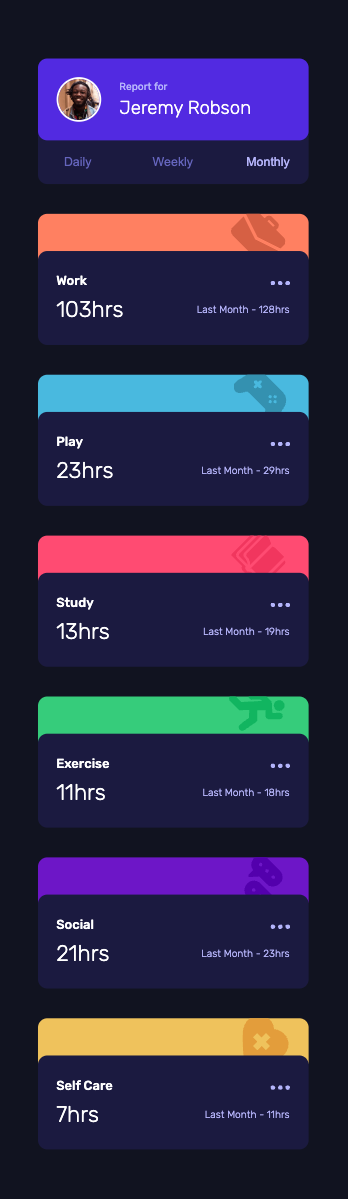 Report for
Jeremy Robson
Daily Weekly Monthly
Work
103hrs Last Month - 128hrs
Play
23hrs Last Month - 29hrs
Study
13hrs Last Month - 19hrs
Exercise
11hrs Last Month - 18hrs
Social
21hrs Last Month - 23hrs
Self Care
7hrs Last Month - 11hrs